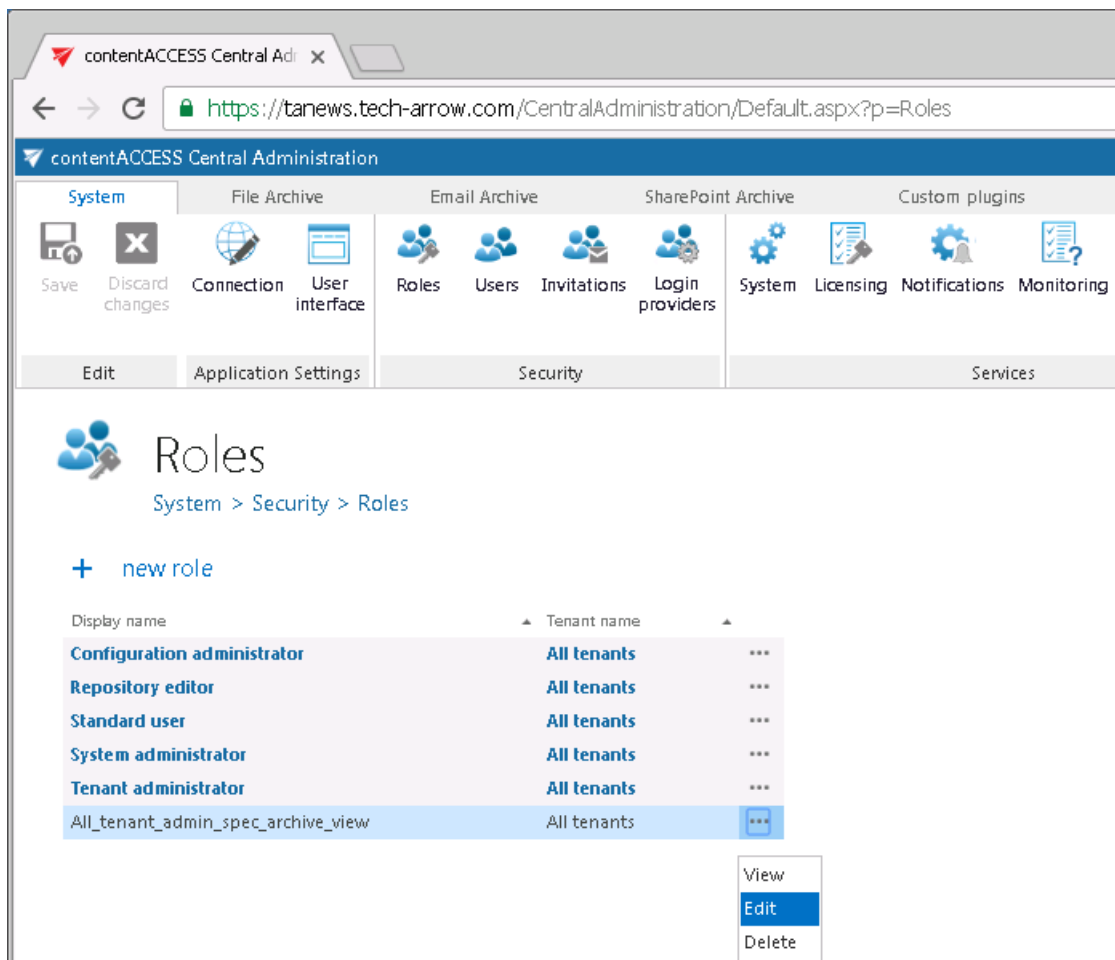 contentACCESS Central Adr
https://tanews.tech-arrow.com/CentralAdministration/Default.aspx?p=Roles
contentACCESS Central Administration
System File Archive Email Archive SharePoint Archive Custom plugins
Save Discard changes Connection User interface Roles Users Invitations Login providers System Licensing Notifications Monitoring
Edit Application Settings Security Services
Roles
System > Security > Roles
+ new role
Display name Tenant name
Configuration administrator All tenants
Repository editor All tenants
Standard user All tenants
System administrator All tenants
Tenant administrator All tenants
All_tenant_admin_spec_archive_view All tenants
View
Edit
Delete